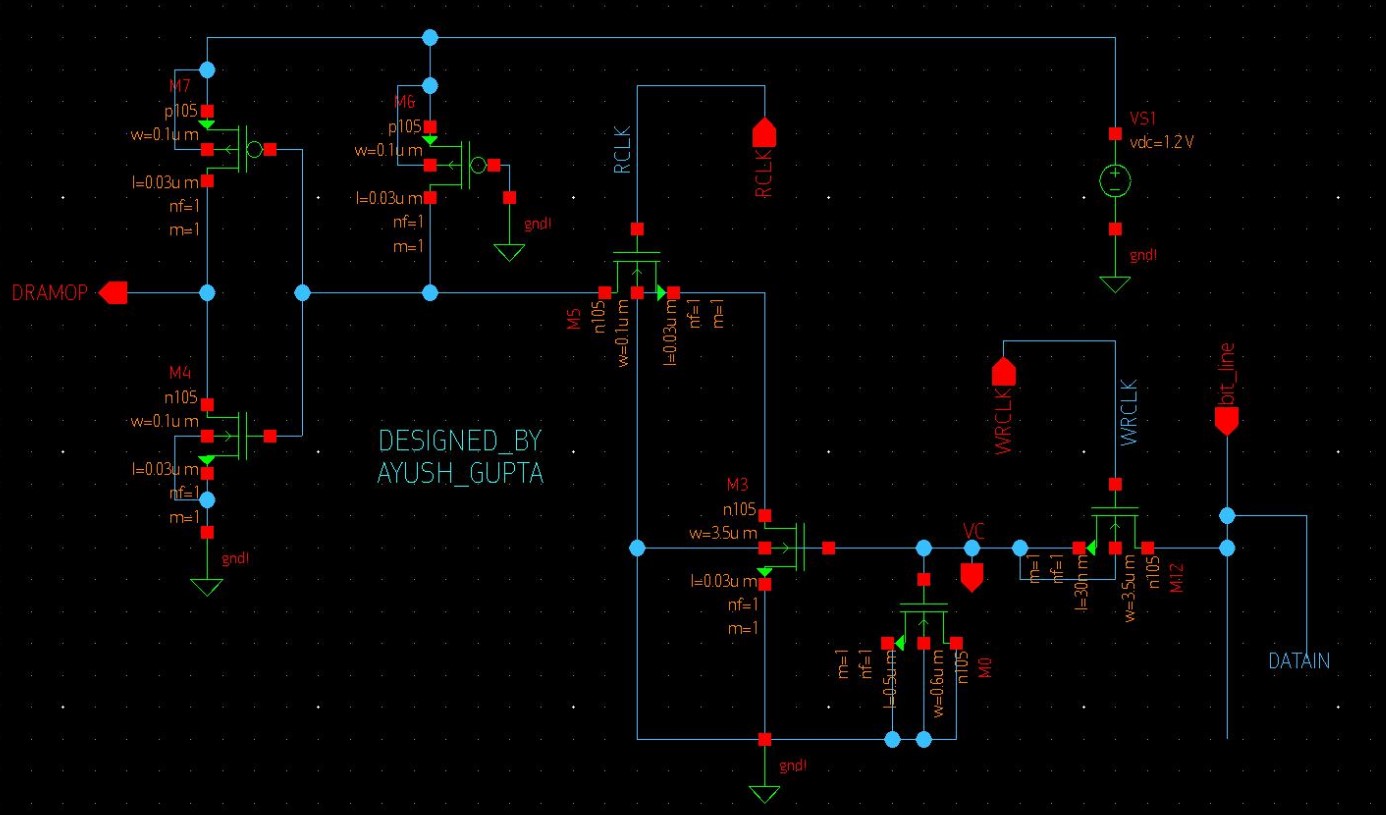 M7
p105
w=0.1u m
l=0.03u m
nf=1
m=1
M6
p105
w=0.1u m
l=0.03u m
nf=1
m=1
gnd!
RCLK
RCLK
VS1
vdc=1.2 V
gnd!
DRAMOP
M5
n105
w=0.1u m
l=0.03u m
nf=1
m=1
M4
n105
w=0.1u m
l=0.03u m
nf=1
m=1
gnd!
DESIGNED_BY
AYUSH_GUPTA
WRCLK
WRCLK
bit_line
M3
n105
w=3.5u m
l=0.03u m
nf=1
m=1
gnd!
VC
m=1
nf=1
l=30n m
w=3.5u m
n105
M12
m=1
nf=1
l=0.5u m
w=0.6u m
n105
M0
DATAIN